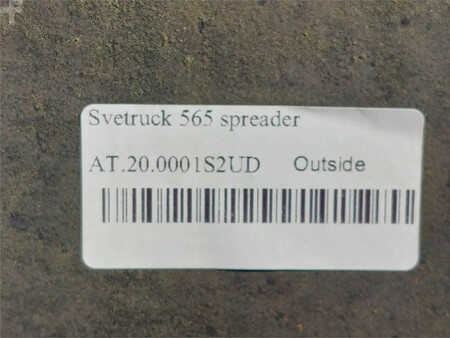 Svetruck 565 spreader
AT.20.0001S2UD Outside